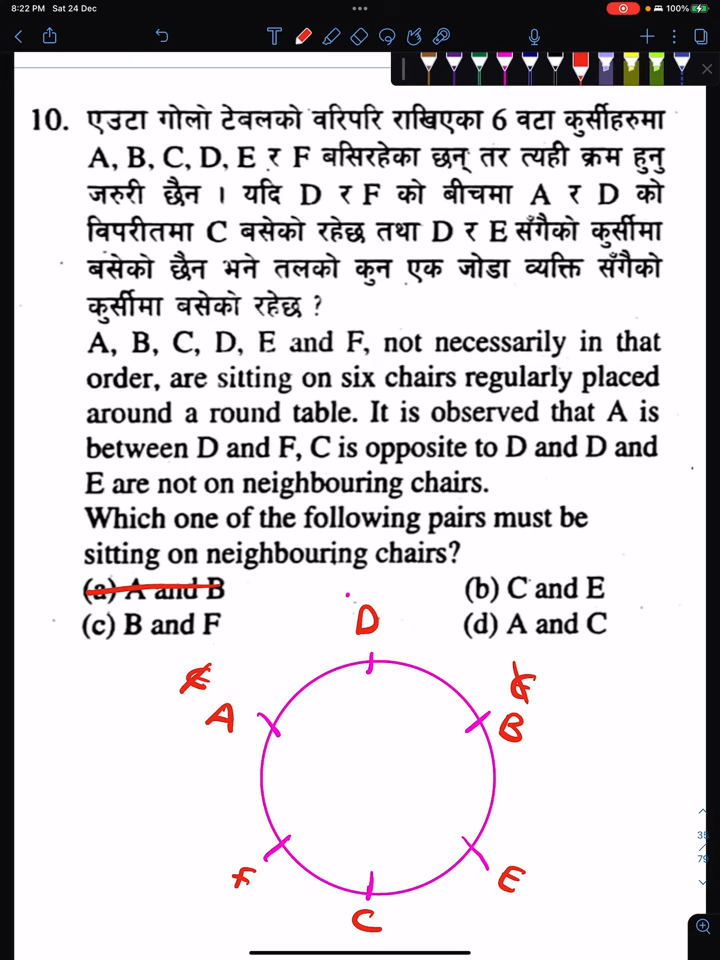 8:22 PM Sat 24 Dec
100%
10. एउटा गोलो टेबलको वरिपरि राखिएका 6 वटा कुर्सीहरुमा
A, B, C, D, E र F बसिरहेका छन् तर त्यही क्रम हुनु
जरुरी छैन । यदि D र F को बीचमा A र D को
विपरीतमा C बसेको रहेछ तथा D र E सँगैको कुर्सीमा
बसेको छैन भने तलको कुन एक जोडा व्यक्ति सँगैको
कुर्सीमा बसेको रहेछ ?
A, B, C, D, E and F, not necessarily in that
order, are sitting on six chairs regularly placed
around a round table. It is observed that A is
between D and F, C is opposite to D and D and
E are not on neighbouring chairs.
Which one of the following pairs must be
sitting on neighbouring chairs?
(a) A and B (b) C and E
(c) B and F (d) A and C
D
E E
A B
F E
C
35
79